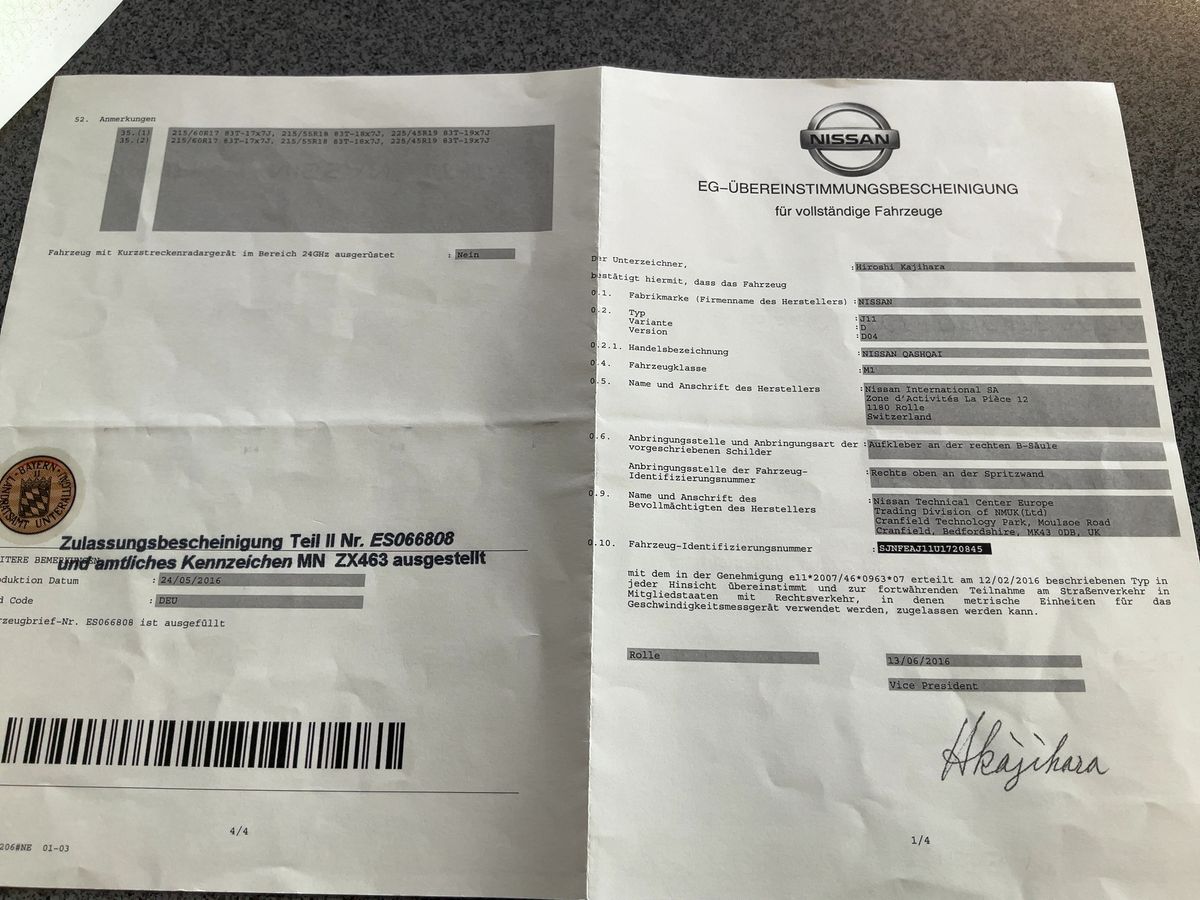 52. Anmerkungen
35.(1) 215/60R17 83T-17x7J, 215/55R18 83T-18x7J, 225/45R19 83T-19x7J
35.(2) 215/60R17 83T-17x7J, 215/55R18 83T-18x7J, 225/45R19 83T-19x7J
Fahrzeug mit Kurzstreckenradargerät im Bereich 24GHz ausgerüstet : Nein
BAYERN
LANDRATSAMT UNTERALL
Zulassungsbescheinigung Teil II Nr. ES066808
ITERE BEMERKUNGEN
und amtliches Kennzeichen MN ZX463 ausgestellt
duktion Datum : 24/05/2016
d Code : DEU
rzeugbrief-Nr. ES066808 ist ausgefüllt
4/4
206#NE 01-03
NISSAN
EG-ÜBEREINSTIMMUNGSBESCHEINIGUNG
für vollständige Fahrzeuge
Der Unterzeichner, : Hiroshi Kajihara
bestätigt hiermit, dass das Fahrzeug
0.1. Fabrikmarke (Firmenname des Herstellers) : NISSAN
0.2. Typ : J11
Variante : D
Version : D04
0.2.1. Handelsbezeichnung : NISSAN QASHQAI
0.4. Fahrzeugklasse : M1
0.5. Name und Anschrift des Herstellers : Nissan International SA
Zone d'Activités La Pièce 12
1180 Rolle
Switzerland
0.6. Anbringungsstelle und Anbringungsart der : Aufkleber an der rechten B-Säule
vorgeschriebenen Schilder
Anbringungsstelle der Fahrzeug- : Rechts oben an der Spritzwand
Identifizierungsnummer
0.9. Name und Anschrift des : Nissan Technical Center Europe
Bevollmächtigten des Herstellers Trading Division of NMUK(Ltd)
Cranfield Technology Park, Moulsoe Road
Cranfield, Bedfordshire, MK43 0DB, UK
0.10. Fahrzeug-Identifizierungsnummer : SJNFEAJ11U1720845
mit dem in der Genehmigung e11*2007/46*0963*07 erteilt am 12/02/2016 beschriebenen Typ in
jeder Hinsicht übereinstimmt und zur fortwährenden Teilnahme am Straßenverkehr in
Mitgliedstaaten mit Rechtsverkehr, in denen metrische Einheiten für das
Geschwindigkeitsmessgerät verwendet werden, zugelassen werden kann.
Rolle 13/06/2016
Vice President
HKajihara
1/4